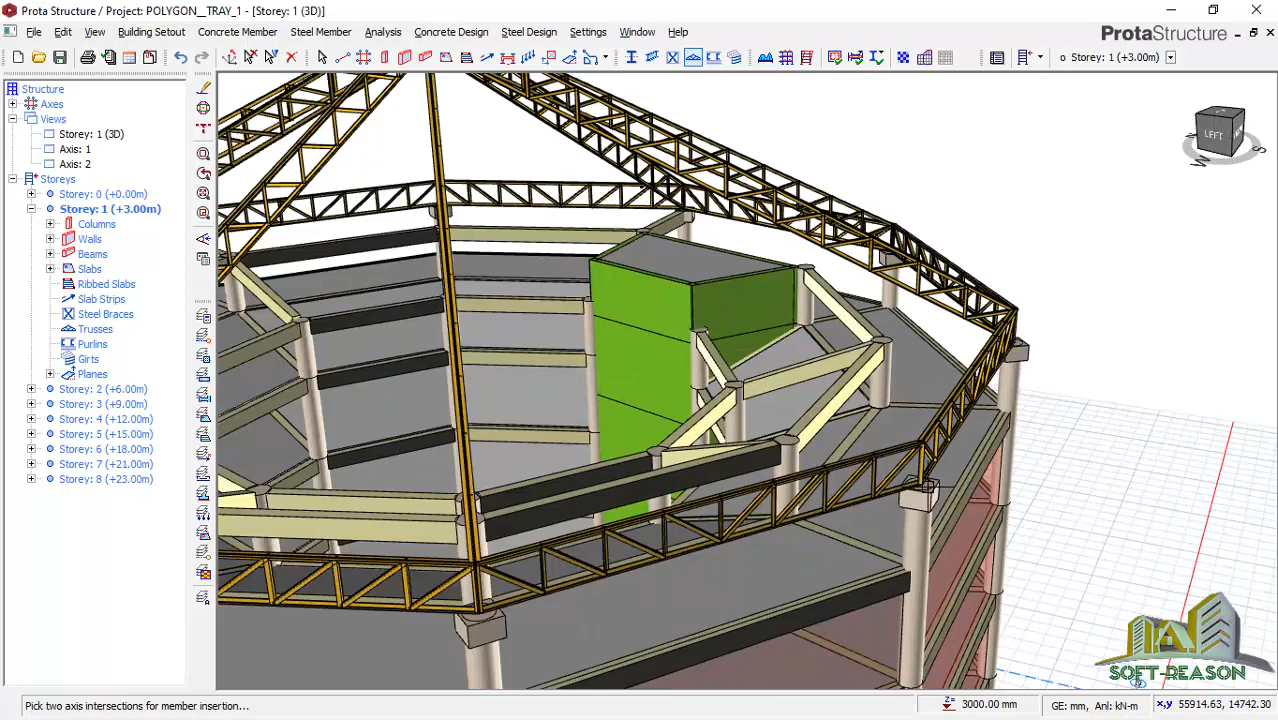 Prota Structure / Project: POLYGON__TRAY_1 - [Storey: 1 (3D)]
File Edit View Building Setout Concrete Member Steel Member Analysis Concrete Design Steel Design Settings Window Help
ProtaStructure
o Storey: 1 (+3.00m)
Structure
Axes
Views
Storey: 1 (3D)
Axis: 1
Axis: 2
Storeys
Storey: 0 (+0.00m)
Storey: 1 (+3.00m)
Columns
Walls
Beams
Slabs
Ribbed Slabs
Slab Strips
Steel Braces
Trusses
Purlins
Girts
Planes
Storey: 2 (+6.00m)
Storey: 3 (+9.00m)
Storey: 4 (+12.00m)
Storey: 5 (+15.00m)
Storey: 6 (+18.00m)
Storey: 7 (+21.00m)
Storey: 8 (+23.00m)
LEFT
W
S
SOFT-REASON
Pick two axis intersections for member insertion...
Z= 3000.00 mm
GE: mm, Anl: kN-m
x,y 55914.63, 14742.30